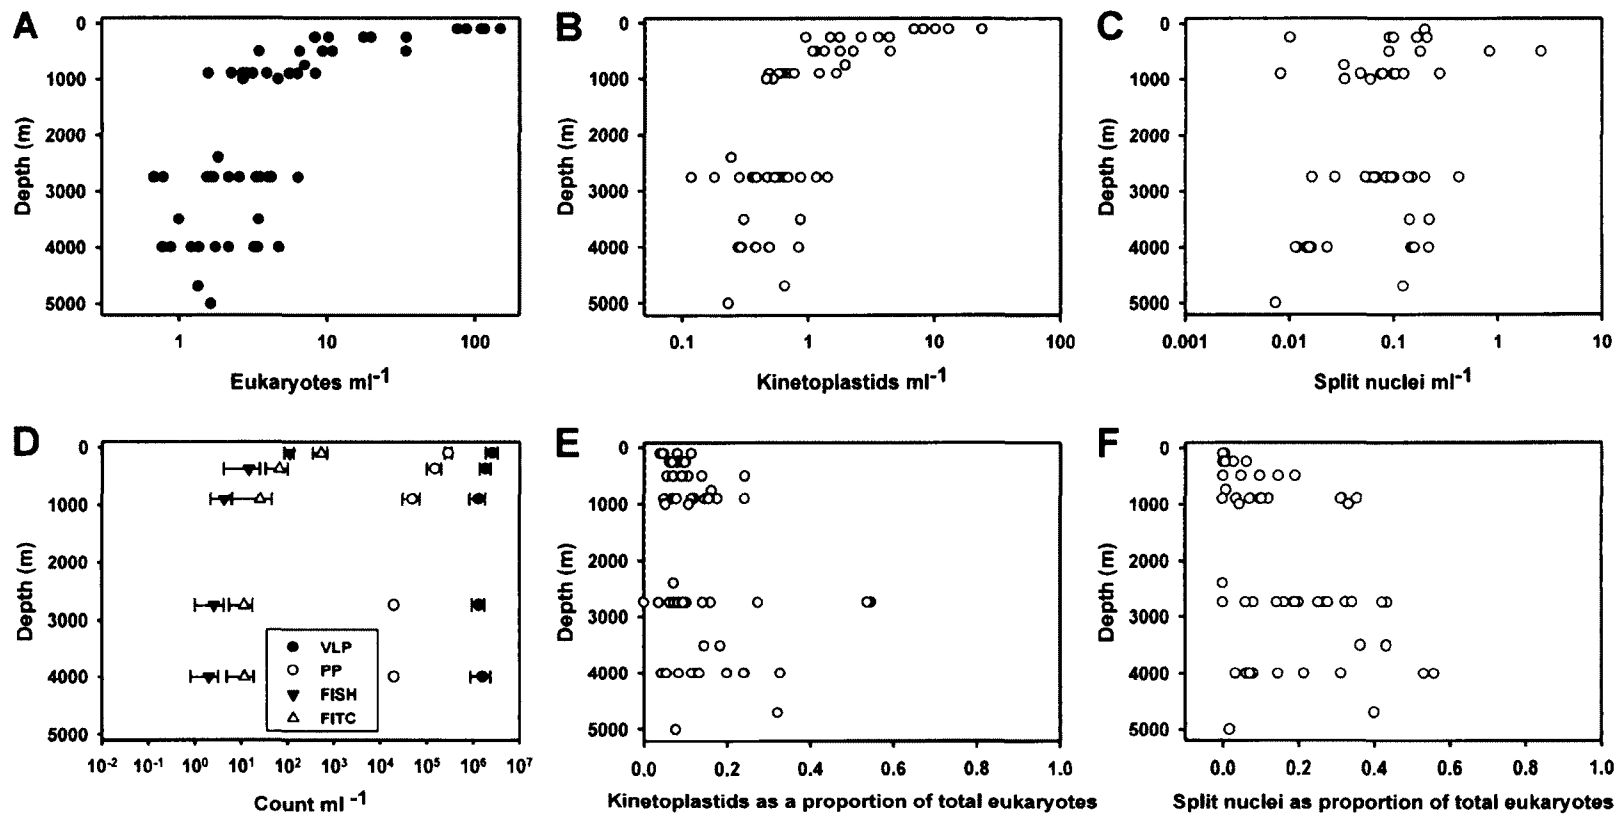 A
0
1000
2000
3000
4000
5000
Depth (m)
1 10 100
Eukaryotes ml-1
B
0
1000
2000
3000
4000
5000
Depth (m)
0.1 1 10 100
Kinetoplastids ml-1
C
0
1000
2000
3000
4000
5000
Depth (m)
0.001 0.01 0.1 1 10
Split nuclei ml-1
D
0
1000
2000
3000
4000
5000
Depth (m)
VLP
PP
FISH
FITC
10-2 10-1 100 101 102 103 104 105 106 107
Count ml -1
E
0
1000
2000
3000
4000
5000
Depth (m)
0.0 0.2 0.4 0.6 0.8 1.0
Kinetoplastids as a proportion of total eukaryotes
F
0
1000
2000
3000
4000
5000
Depth (m)
0.0 0.2 0.4 0.6 0.8 1.0
Split nuclei as proportion of total eukaryotes